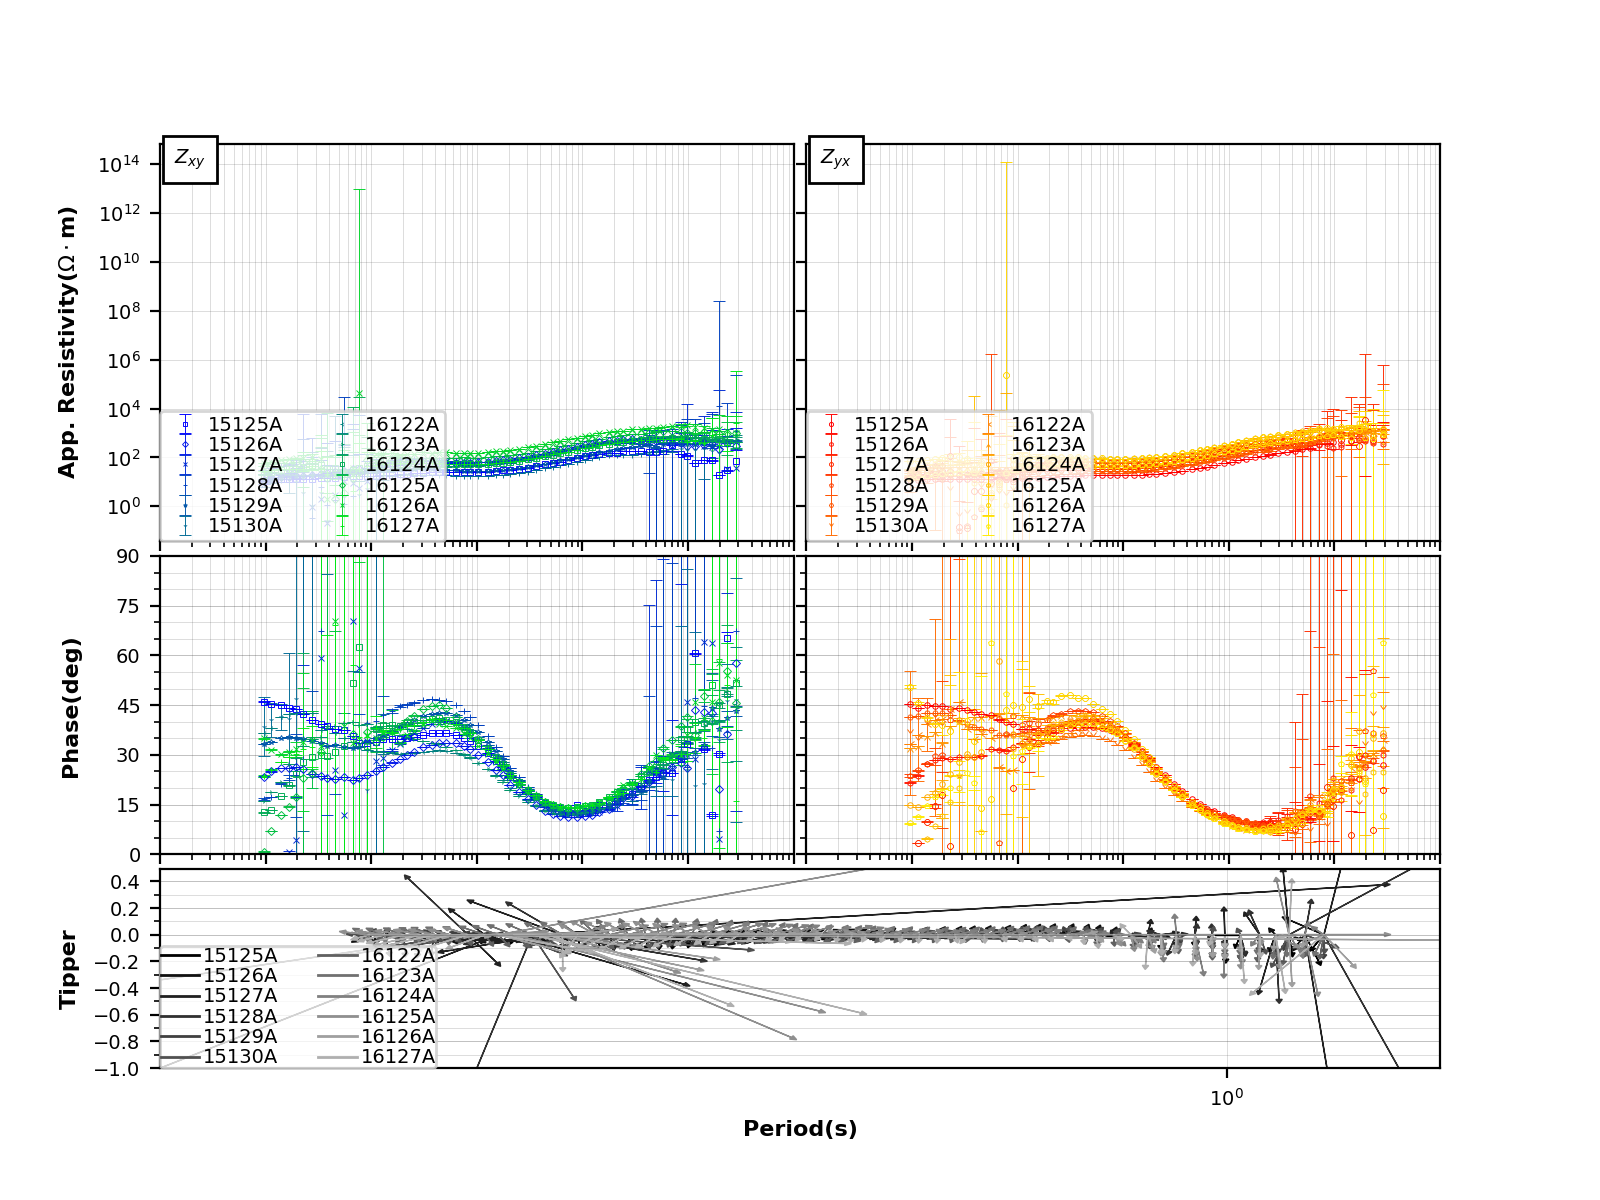 Z_xy
Z_yx
App. Resistivity(Ω · m)
10^14
10^12
10^10
10^8
10^6
10^4
10^2
10^0
15125A 16122A
15126A 16123A
15127A 16124A
15128A 16125A
15129A 16126A
15130A 16127A
15125A 16122A
15126A 16123A
15127A 16124A
15128A 16125A
15129A 16126A
15130A 16127A
Phase(deg)
90
75
60
45
30
15
0
Tipper
0.4
0.2
0.0
−0.2
−0.4
−0.6
−0.8
−1.0
15125A 16122A
15126A 16123A
15127A 16124A
15128A 16125A
15129A 16126A
15130A 16127A
10^0
Period(s)